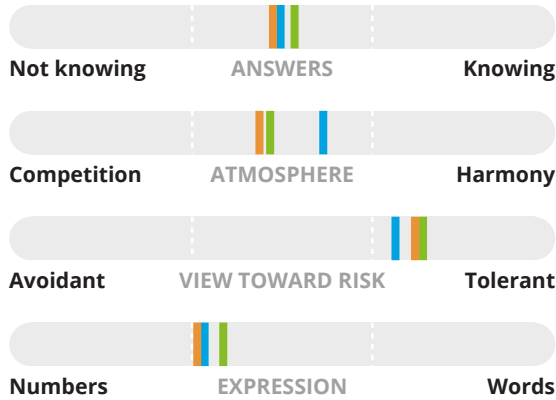 Not knowing ANSWERS Knowing
Competition ATMOSPHERE Harmony
Avoidant VIEW TOWARD RISK Tolerant
Numbers EXPRESSION Words